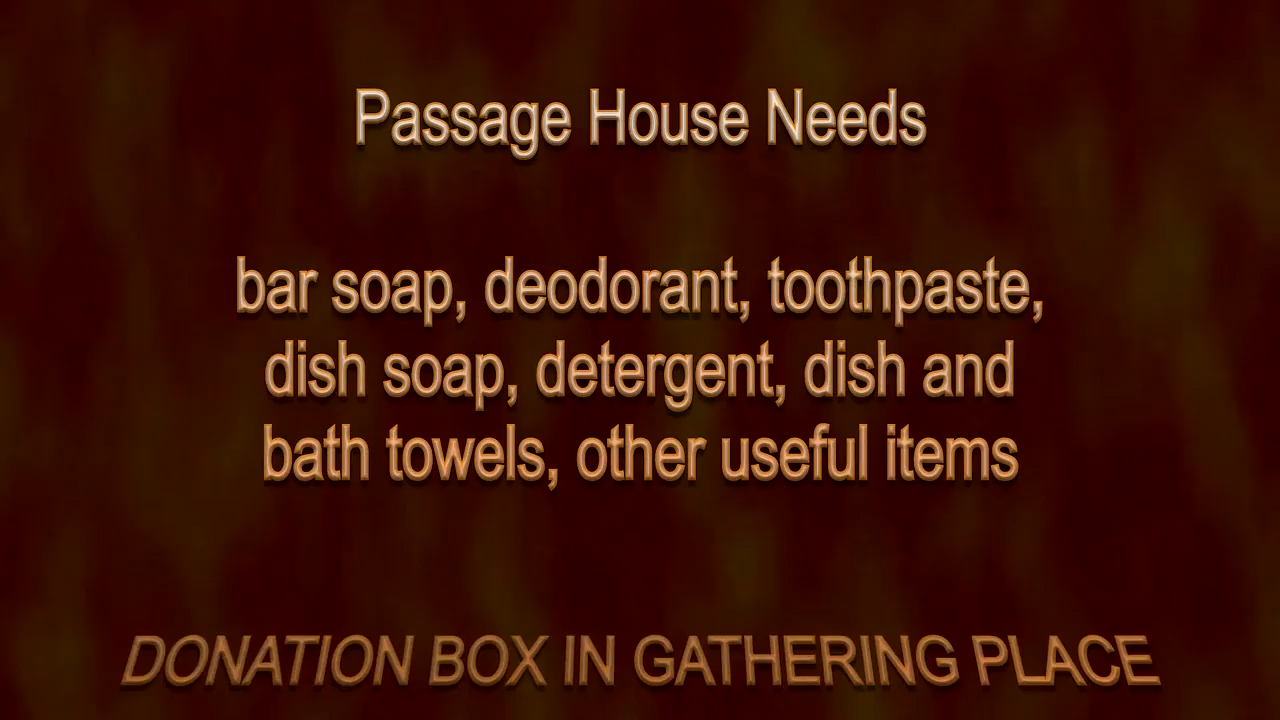 Passage House Needs
bar soap, deodorant, toothpaste,
dish soap, detergent, dish and
bath towels, other useful items
DONATION BOX IN GATHERING PLACE